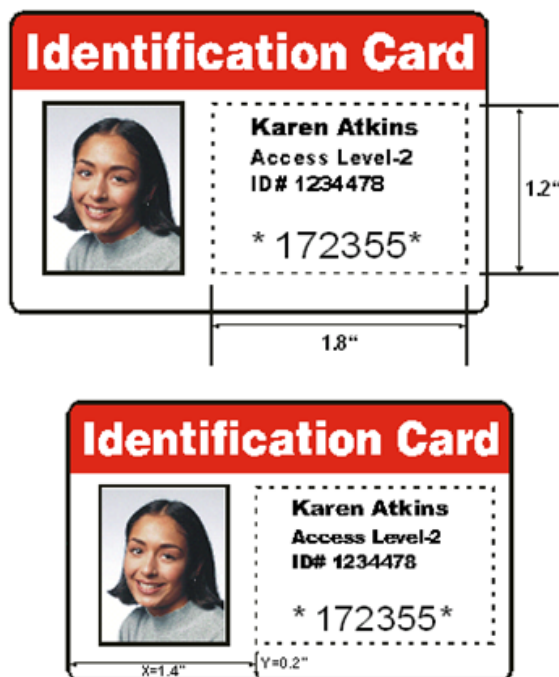 Identification Card
Karen Atkins
Access Level-2
ID# 1234478
* 172355*
1.2“
1.8“
Identification Card
Karen Atkins
Access Level-2
ID# 1234478
* 172355*
X=1.4"
Y=0.2"